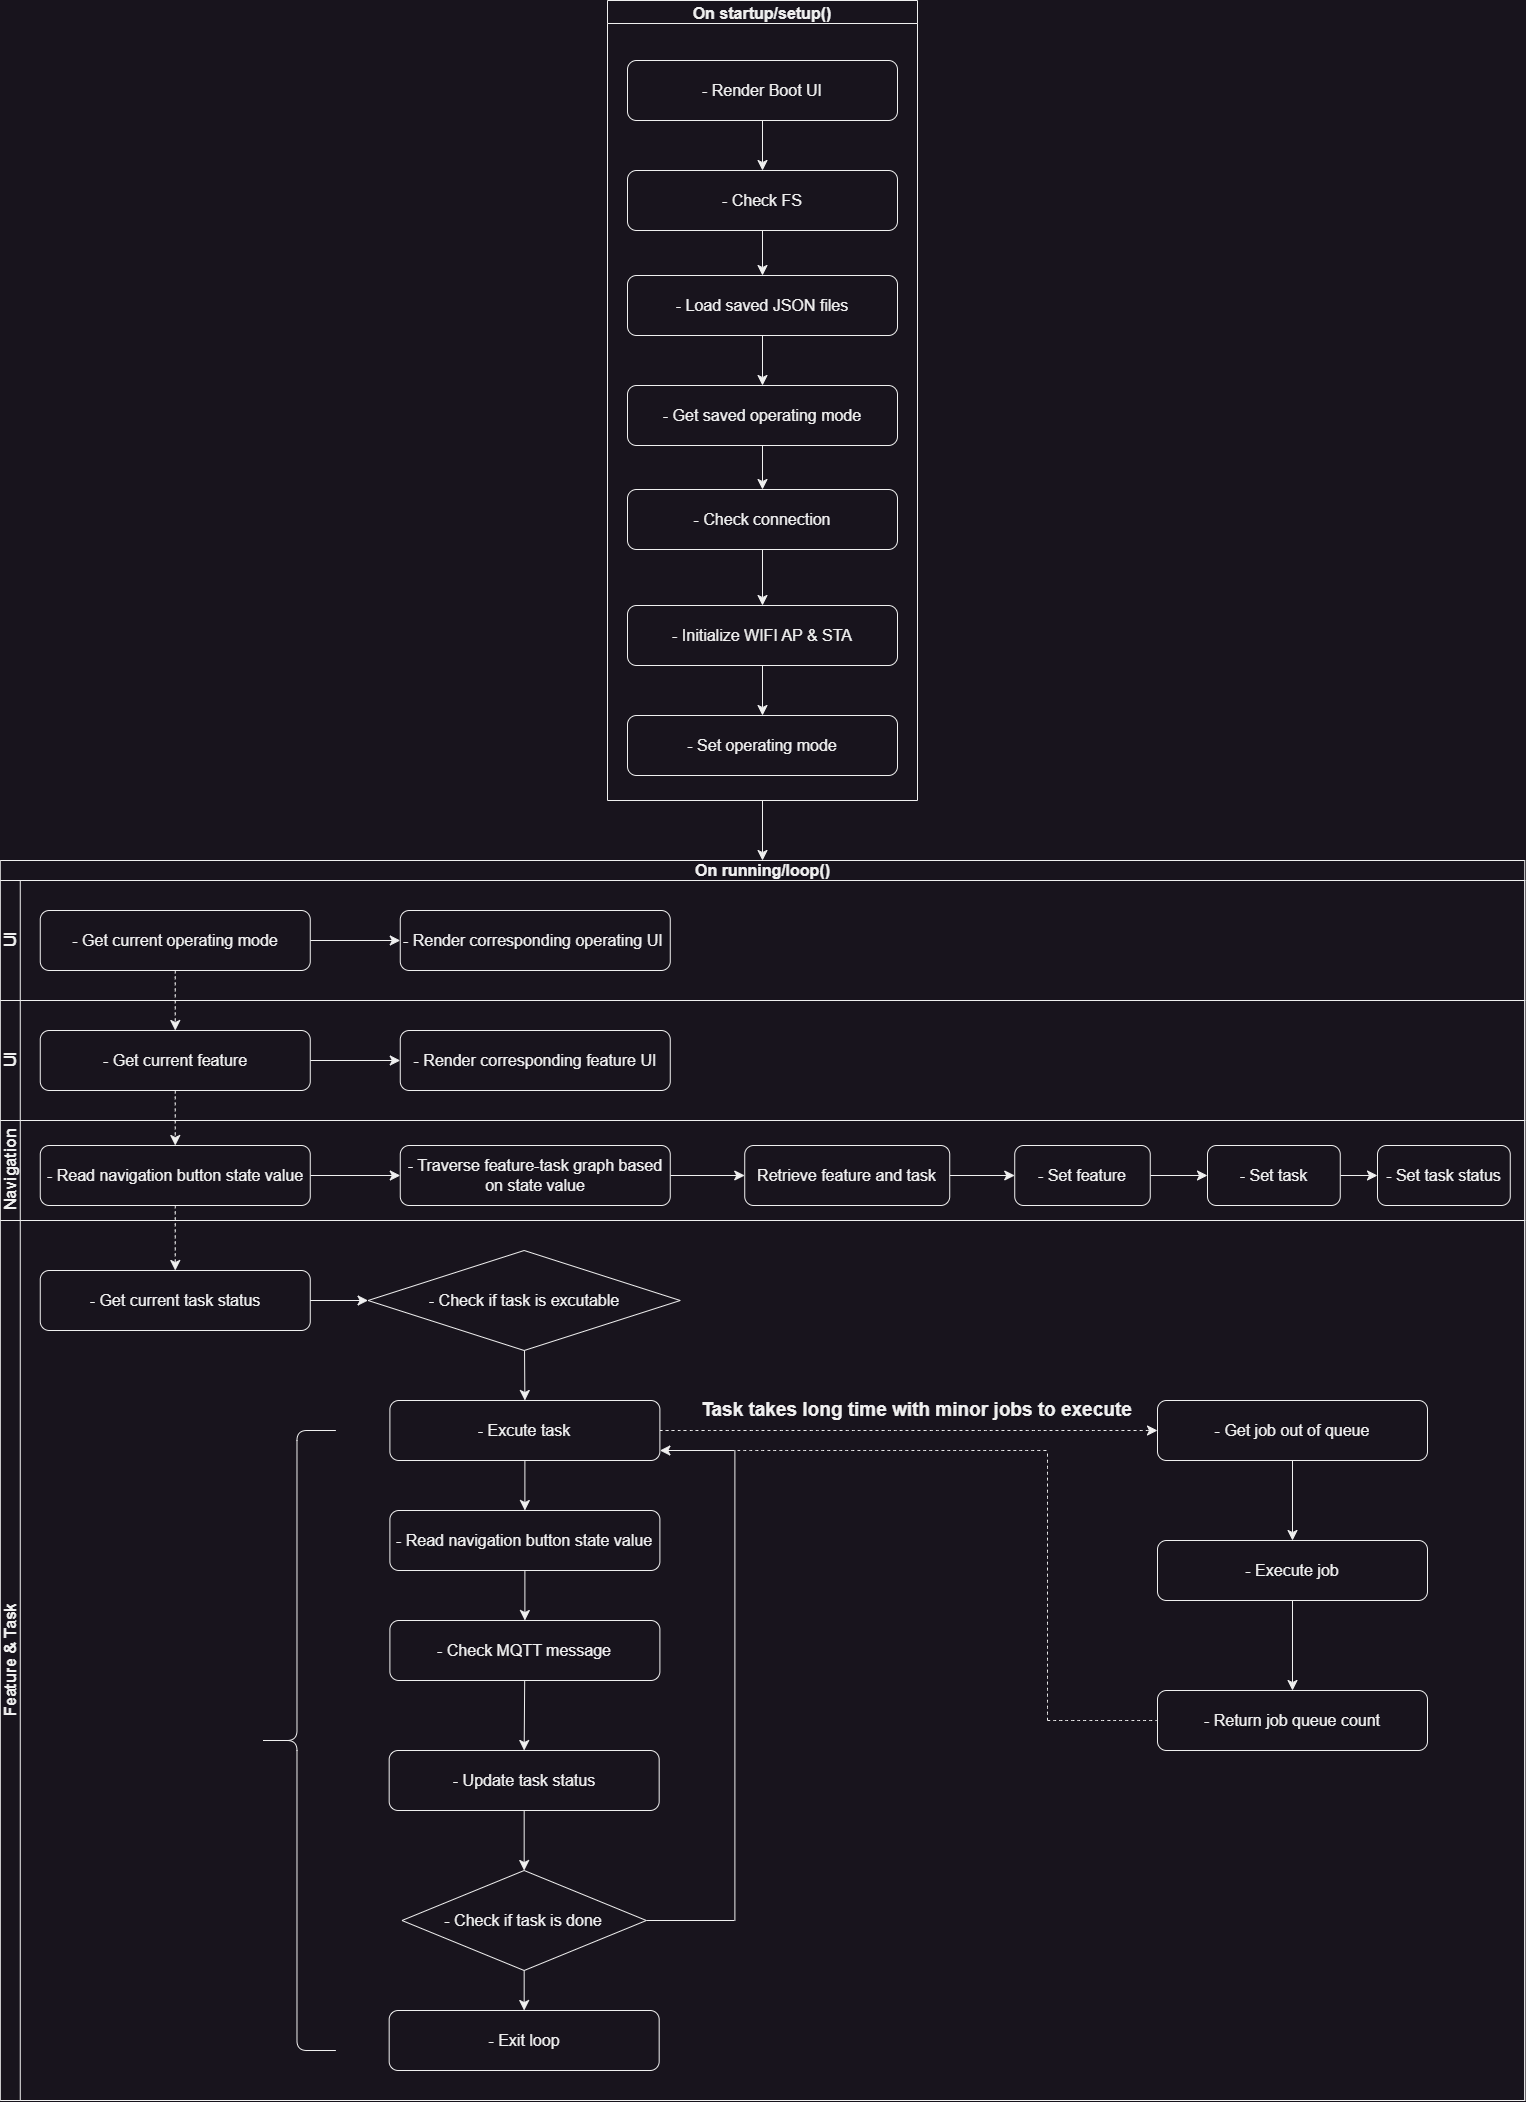 On startup/setup()
- Render Boot UI
- Check FS
- Load saved JSON files
- Get saved operating mode
- Check connection
- Initialize WIFI AP & STA
- Set operating mode
On running/loop()
UI
- Get current operating mode
- Render corresponding operating UI
UI
- Get current feature
- Render corresponding feature UI
Navigation
- Read navigation button state value
- Traverse feature-task graph based
on state value
Retrieve feature and task
- Set feature
- Set task
- Set task status
Feature & Task
- Get current task status
- Check if task is excutable
- Excute task
Task takes long time with minor jobs to execute
- Get job out of queue
- Read navigation button state value
- Execute job
- Check MQTT message
- Return job queue count
- Update task status
- Check if task is done
- Exit loop